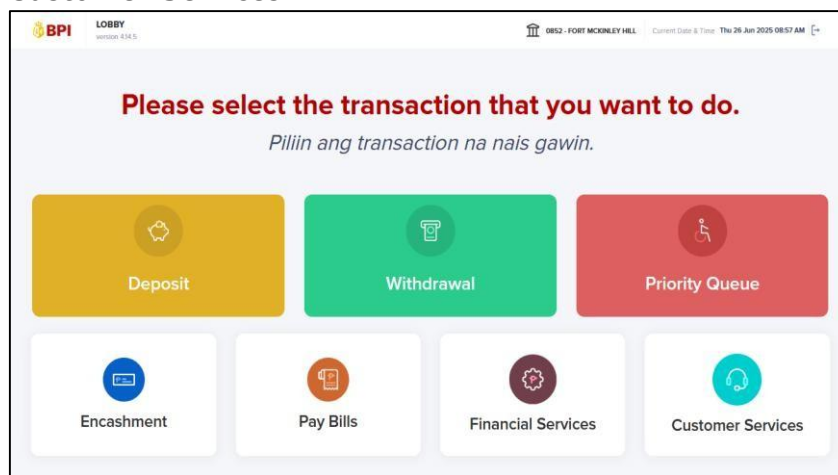 BPI
LOBBY
version 4.14.5
0852 - FORT MCKINLEY HILL
Current Date & Time Thu 26 Jun 2025 08:57 AM
Please select the transaction that you want to do.
Piliin ang transaction na nais gawin.
Deposit
Withdrawal
Priority Queue
Encashment
Pay Bills
Financial Services
Customer Services